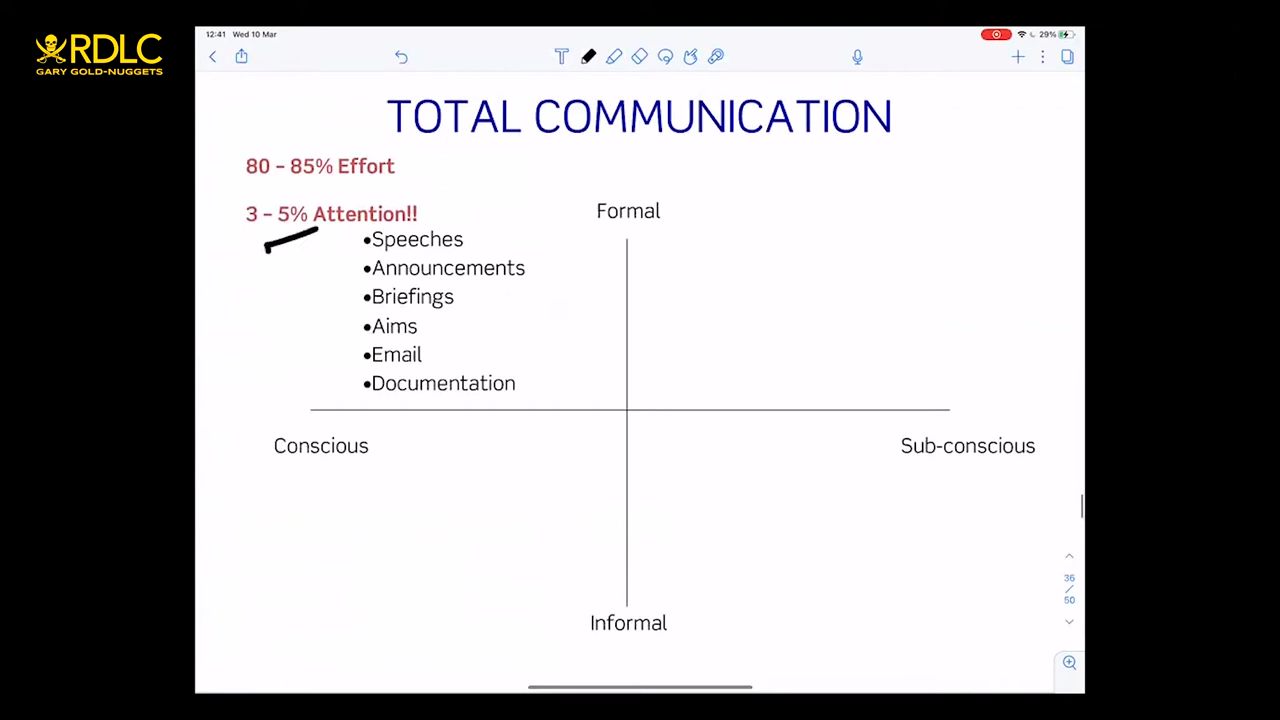 RDLC
GARY GOLD-NUGGETS
12:41 Wed 10 Mar
29%
TOTAL COMMUNICATION
80 - 85% Effort
3 - 5% Attention!!
Formal
•Speeches
•Announcements
•Briefings
•Aims
•Email
•Documentation
Conscious
Sub-conscious
Informal
36
/
50